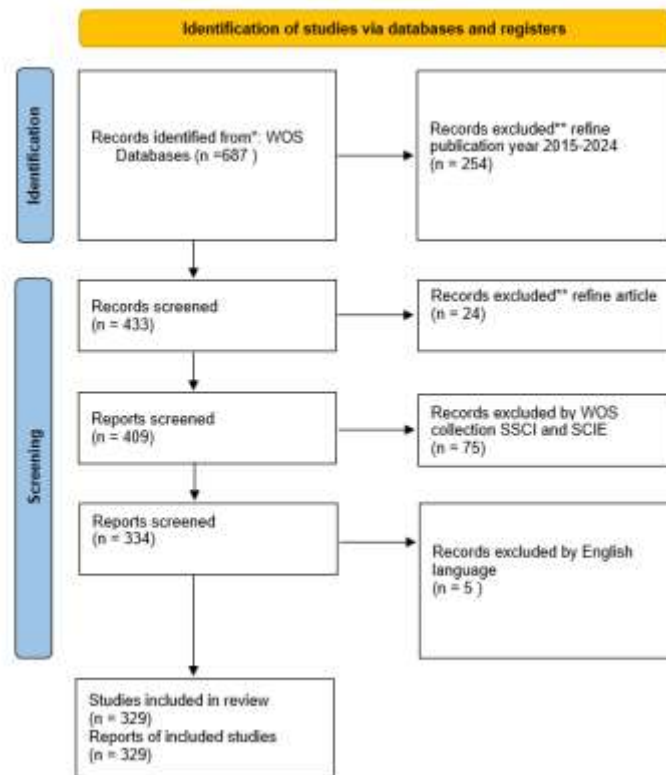 Identification of studies via databases and registers
Identification
Records identified from*: WOS
Databases (n =687 )
Records excluded** refine
publication year 2015-2024
(n = 254)
Screening
Records screened
(n = 433)
Records excluded** refine article
(n = 24)
Reports screened
(n = 409)
Records excluded by WOS
collection SSCI and SCIE
(n = 75)
Reports screened
(n = 334)
Records excluded by English
language
(n = 5 )
Studies included in review
(n = 329)
Reports of included studies
(n = 329)